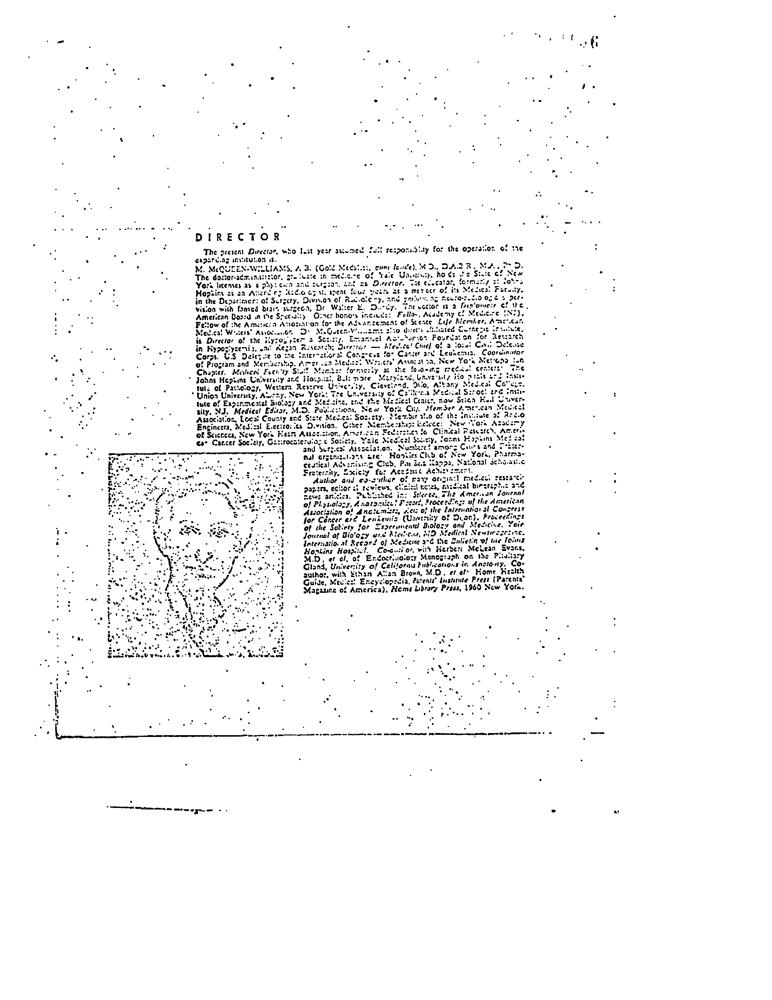 6
DIRECTOR
The present Director, who last year assumed full responsibility for the operation of the
expanding institution is:
M. McQUEEN-WILLIAMS, A.B. (Gold Medalist, cum laude), M.D., D.A.B.R., M.A., Ph.D.
The doctor-administrator, graduate in medicine of Yale University, holds the State of New
York licenses as a physician and surgeon, and as Director. The educator, formerly at Johns
Hopkins as an Attending Radiologist, spent four years as a member of its Medical Faculty,
in the Department of Surgery, Division of Radiology, and
vision with famed brain surgeon, Dr. Walter E. Dandy. The doctor is a Diplomate of the
American Board in the Specialty. Other honors include: Fellow, Academy of Medicine (NJ),
Fellow of the American Association for the Advancement of Science. Life Member, American
Medical Writers' Association. Dr. McQueen-Williams also directs affiliated Carnegie Institute,
is Director of the Hypoglycemia Society, Emanuel Foundation for Research
in Hypoglycemia, and Regan Research; Director — Medical Chief of a local Civil Defense
Corps. U.S. Delegate to the International Congress for Cancer and Leukemia. Coordinator
of Program and Membership, American Medical Writers' Association, New York Metropolitan
Chapter. Medical Faculty Staff Member formerly at the following medical centers: The
Johns Hopkins University and Hospital, Baltimore, Maryland, University Hospitals and Insti-
tute of Pathology, Western Reserve University, Cleveland, Ohio, Albany Medical College,
Union University, Albany, New York; The University of California Medical School and Insti-
tute of Experimental Biology and Medicine, and the Medical Center, now Seton Hall Univer-
sity, NJ. Medical Editor, M.D. Publications, New York City. Member American Medical
Association, Local County and State Medical Society. Membership of the Institute of Radio
Engineers, Medical Electronics Division. Other Memberships include: New York Academy
of Sciences, New York Heart Association, American Federation for Clinical Research, Ameri-
can Cancer Society, Society, Yale Medical Society, Johns Hopkins Medical
and Surgical Association. Numbered among Clubs and Frater-
nal organizations are: Hopkins Club of New York, Pharma-
ceutical Advertising Club, Phi Beta Kappa, National Scholastic
Fraternity, Society for Academic Achievement.
Author and co-author of many original medical research
papers, editorial reviews, clinical notes, medical biographies and
news articles. Published in: Science, The American Journal
of Physiology, Anatomical Record, Proceedings of the American
Association of Anatomists, Acts of the International Congress
for Cancer and Leukemia (University of ), Proceedings
of the Society for Experimental Biology and Medicine, Yale
Journal of Biology and Medicine, MD Medical Newsmagazine,
International Record of Medicine and the Bulletin of the Johns
Hopkins Hospital. Co-author, with Herbert McLean Evans,
M.D., et al, of Endocrinology Monograph on the Pituitary
Gland, University of California Publications in Anatomy. Co-
author, with Ethan Allan Brown, M.D., et al: Home Health
Guide, Medical Encyclopedia, Parents' Institute Press (Parents'
Magazine of America), Home Library Press, 1960 New York.